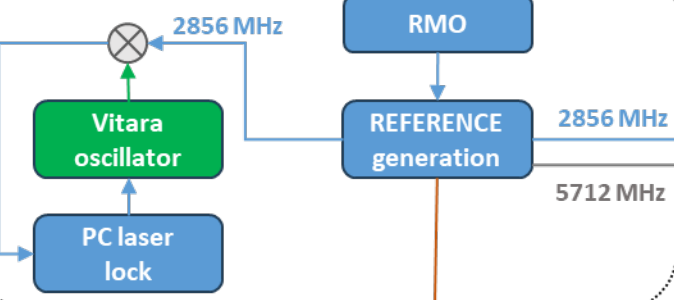 2856 MHz
RMO
Vitara
oscillator
REFERENCE
generation
2856 MHz
5712 MHz
PC laser
lock